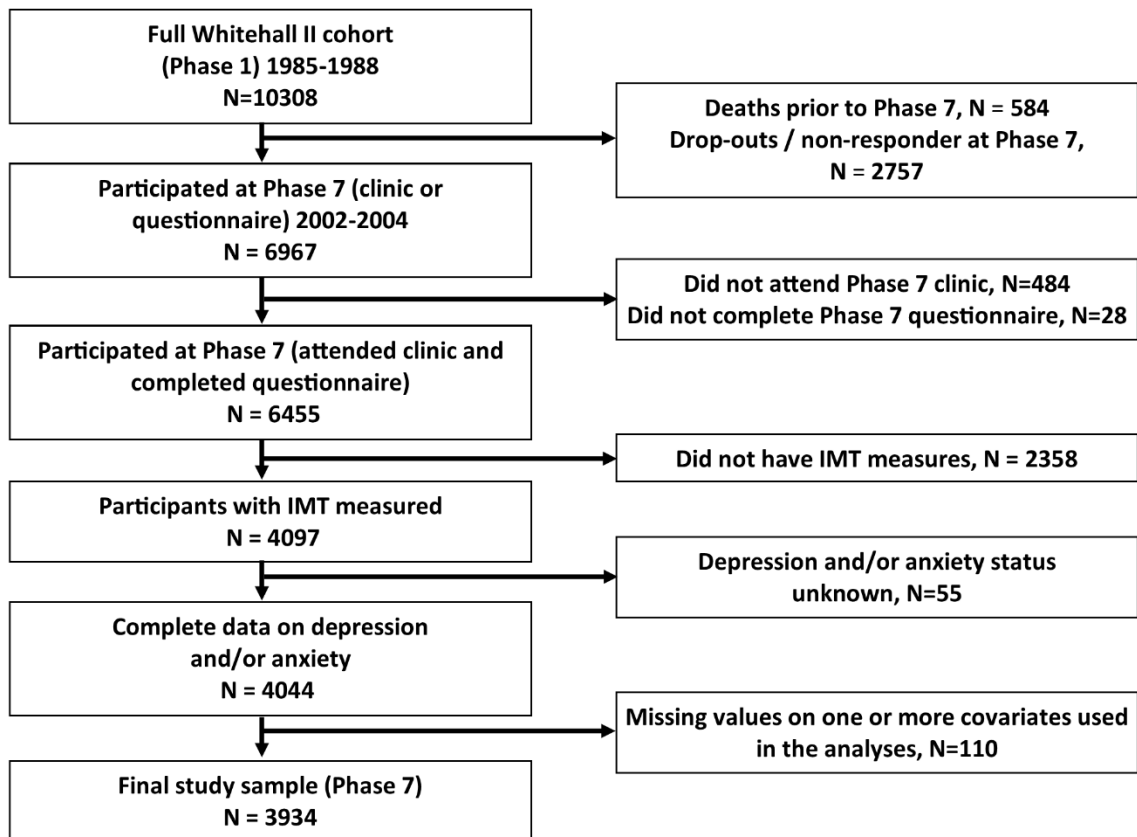 Full Whitehall II cohort
(Phase 1) 1985-1988
N=10308
Deaths prior to Phase 7, N = 584
Drop-outs / non-responder at Phase 7,
N = 2757
Participated at Phase 7 (clinic or
questionnaire) 2002-2004
N = 6967
Did not attend Phase 7 clinic, N=484
Did not complete Phase 7 questionnaire, N=28
Participated at Phase 7 (attended clinic and
completed questionnaire)
N = 6455
Did not have IMT measures, N = 2358
Participants with IMT measured
N = 4097
Depression and/or anxiety status
unknown, N=55
Complete data on depression
and/or anxiety
N = 4044
Missing values on one or more covariates used
in the analyses, N=110
Final study sample (Phase 7)
N = 3934